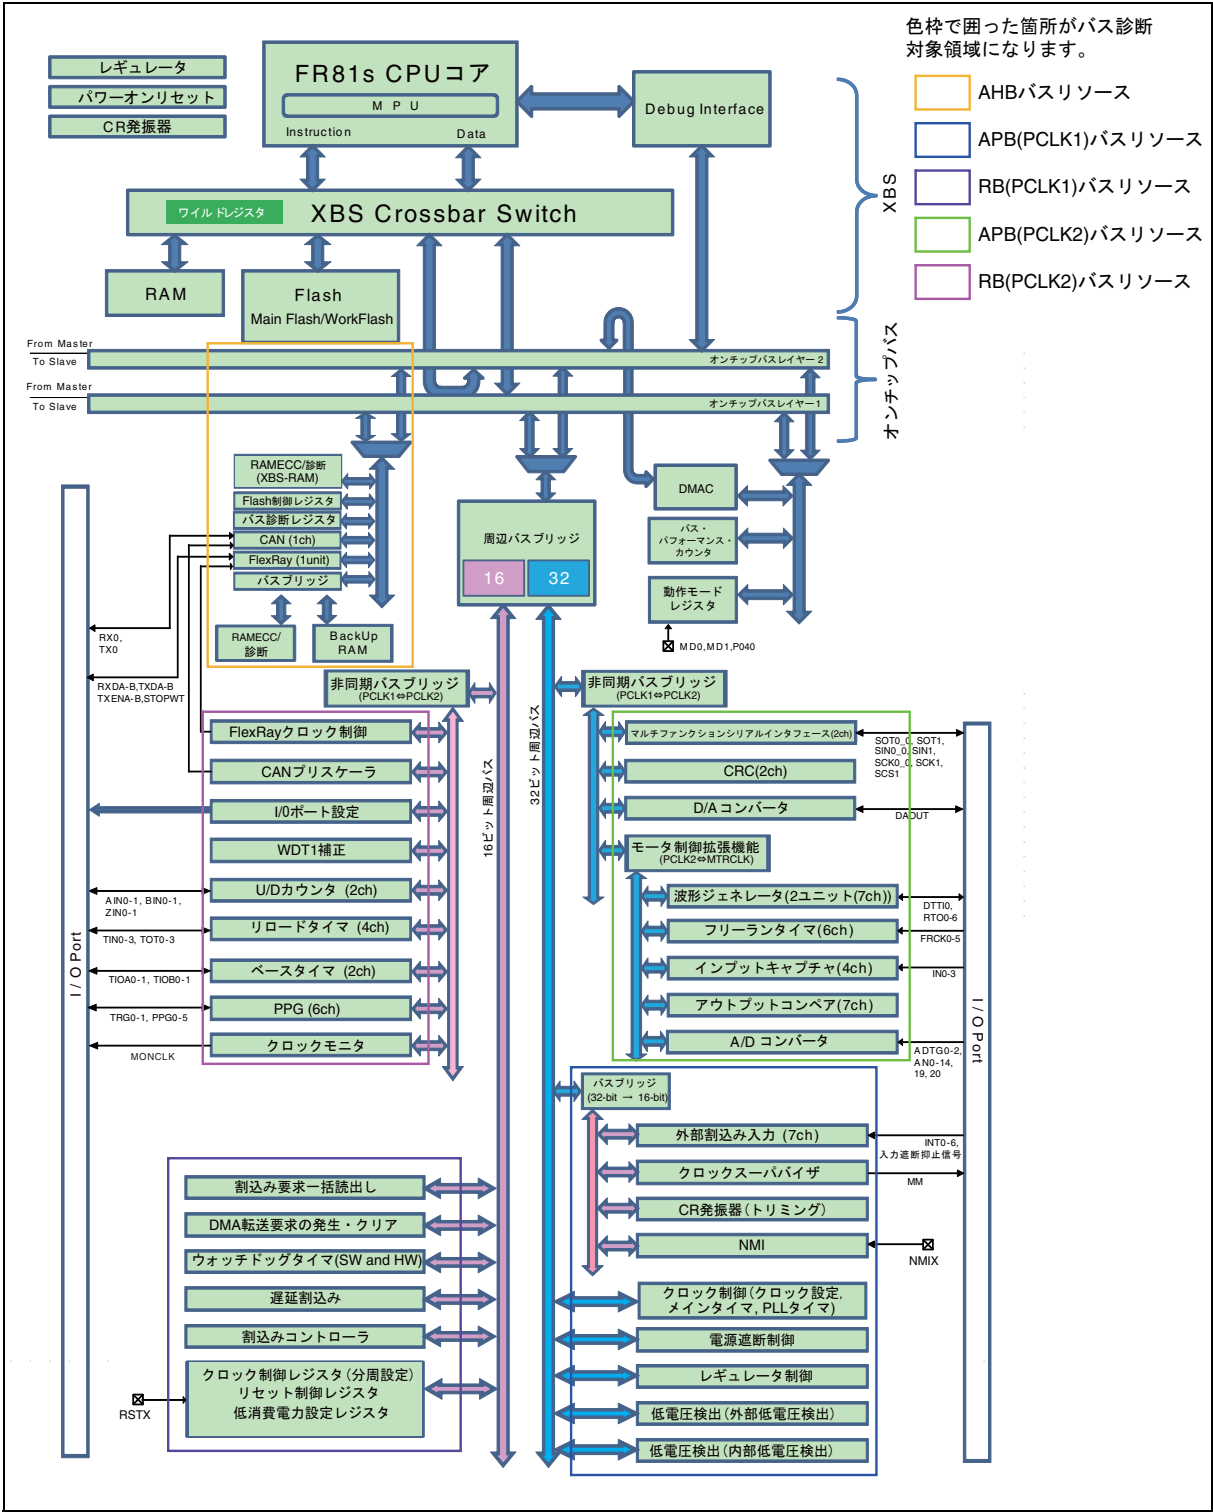 色枠で囲った箇所がバス診断
対象領域になります。
AHBバスリソース
APB(PCLK1)バスリソース
RB(PCLK1)バスリソース
APB(PCLK2)バスリソース
RB(PCLK2)バスリソース
レギュレータ
パワーオンリセット
CR発振器
FR81s CPUコア
MPU
Instruction
Data
Debug Interface
XBS
ワイルドレジスタ
XBS Crossbar Switch
RAM
Flash
Main Flash/WorkFlash
オンチップバス
From Master
To Slave
オンチップバスレイヤー2
From Master
To Slave
オンチップバスレイヤー1
RAMECC/診断
(XBS-RAM)
Flash制御レジスタ
バス診断レジスタ
CAN (1ch)
FlexRay (1unit)
バスブリッジ
RAMECC/
診断
BackUp
RAM
周辺バスブリッジ
16
32
DMAC
バス・
パフォーマンス・
カウンタ
動作モード
レジスタ
MD0,MD1,P040
I/O Port
RX0,
TX0
RXDA-B,TXDA-B
TXENA-B,STOPWT
非同期バスブリッジ
(PCLK1⇔PCLK2)
FlexRayクロック制御
CANプリスケーラ
I/0ポート設定
WDT1補正
U/Dカウンタ (2ch)
AIN0-1, BIN0-1,
ZIN0-1
リロードタイマ (4ch)
TIN0-3, TOT0-3
ベースタイマ (2ch)
TIOA0-1, TIOB0-1
PPG (6ch)
TRG0-1, PPG0-5
クロックモニタ
MONCLK
16ビット周辺バス
32ビット周辺バス
非同期バスブリッジ
(PCLK1⇔PCLK2)
マルチファンクションシリアルインタフェース(2ch)
SOT0_0, SOT1,
SIN0_0, SIN1,
SCK0_0, SCK1,
SCS1
CRC(2ch)
D/Aコンバータ
DAOUT
モータ制御拡張機能
(PCLK2⇔MTRCLK)
波形ジェネレータ(2ユニット(7ch))
DTTI0,
RTO0-6
フリーランタイマ(6ch)
FRCK0-5
インプットキャプチャ(4ch)
IN0-3
アウトプットコンペア(7ch)
A/D コンバータ
ADTG0-2,
AN0-14,
19, 20
I/O Port
バスブリッジ
(32-bit → 16-bit)
外部割込み入力 (7ch)
INT0-6,
入力遮断抑止信号
クロックスーパバイザ
MM
CR発振器(トリミング)
NMI
NMIX
クロック制御(クロック設定,
メインタイマ, PLLタイマ)
電源遮断制御
レギュレータ制御
低電圧検出(外部低電圧検出)
低電圧検出(内部低電圧検出)
割込み要求一括読出し
DMA転送要求の発生・クリア
ウォッチドッグタイマ(SW and HW)
遅延割込み
割込みコントローラ
クロック制御レジスタ(分周設定)
リセット制御レジスタ
低消費電力設定レジスタ
RSTX